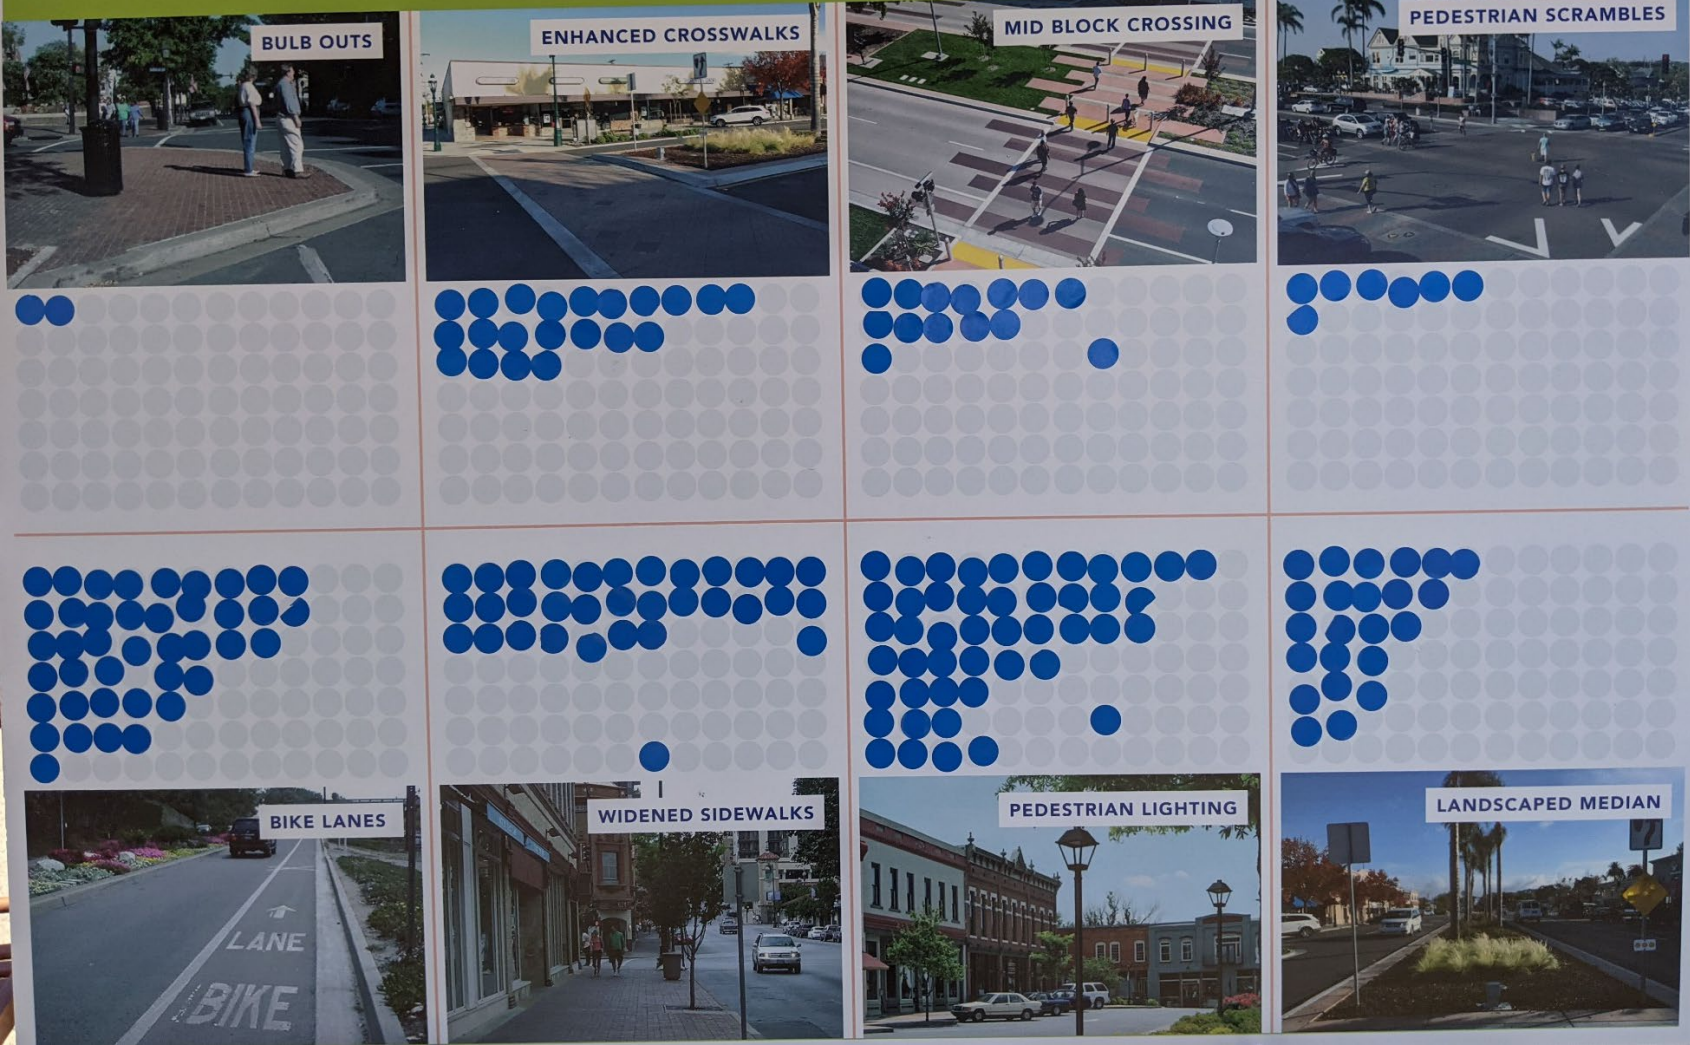 BULB OUTS
ENHANCED CROSSWALKS
MID BLOCK CROSSING
PEDESTRIAN SCRAMBLES
BIKE LANES
WIDENED SIDEWALKS
PEDESTRIAN LIGHTING
LANDSCAPED MEDIAN
LANE
BIKE